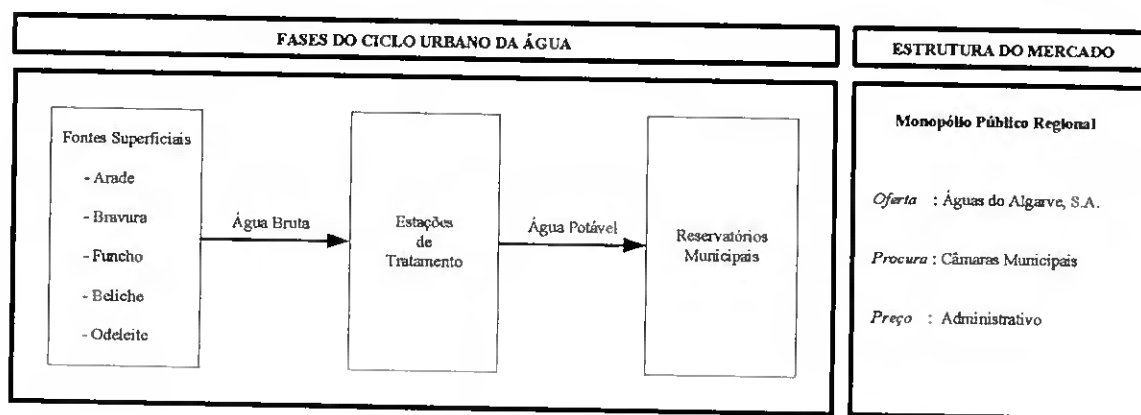 FASES DO CICLO URBANO DA ÁGUA
ESTRUTURA DO MERCADO
Fontes Superficiais
- Arade
- Bravura
- Funcho
- Beliche
- Odeleite
Água Bruta
Estações
de
Tratamento
Água Potável
Reservatórios
Municipais
Monopólio Público Regional
Oferta : Águas do Algarve, S.A.
Procura : Câmaras Municipais
Preço : Administrativo